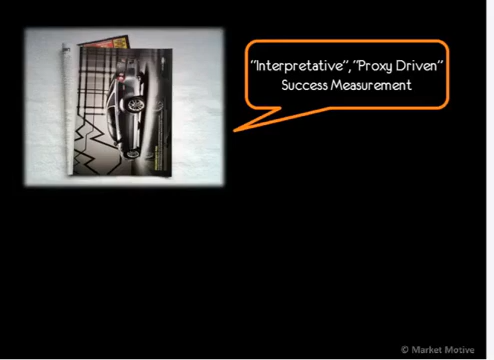 "Interpretative","Proxy Driven"
Success Measurement
© Market Motive